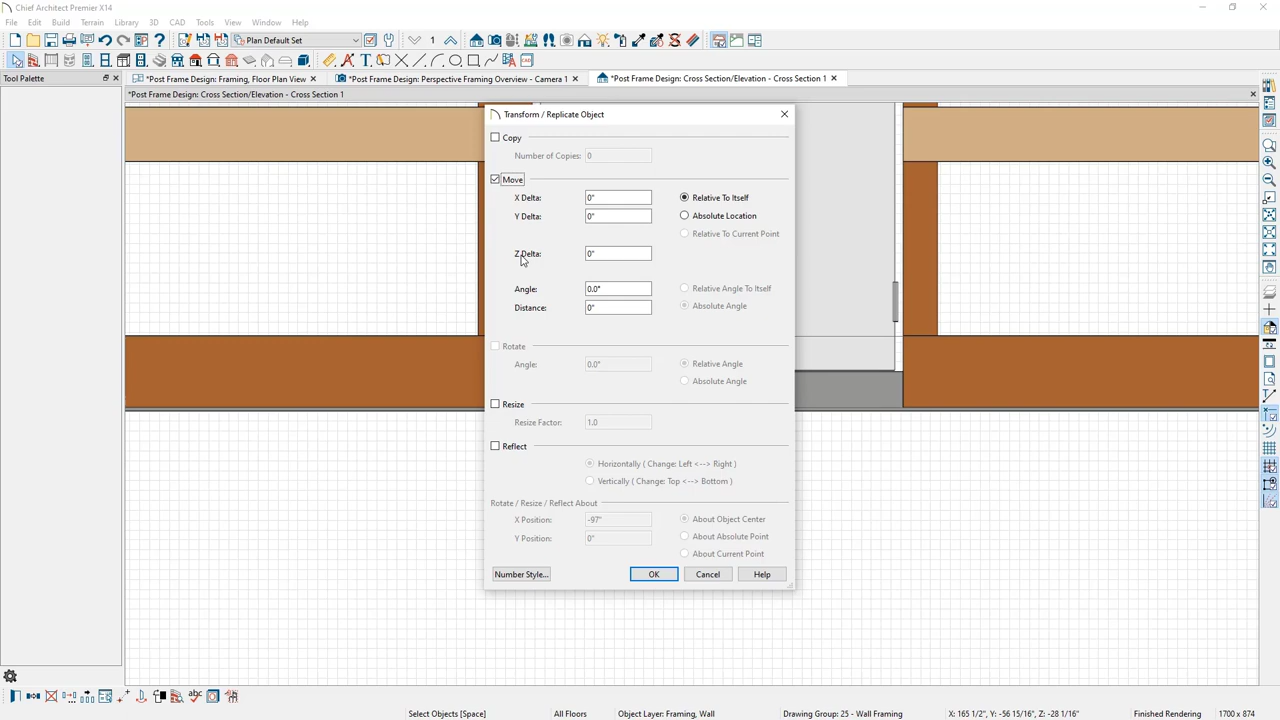 Chief Architect Premier X14
File Edit Build Terrain Library 3D CAD Tools View Window Help
Plan Default Set
1
Tool Palette
*Post Frame Design: Framing, Floor Plan View
*Post Frame Design: Perspective Framing Overview - Camera 1
*Post Frame Design: Cross Section/Elevation - Cross Section 1
*Post Frame Design: Cross Section/Elevation - Cross Section 1
Transform / Replicate Object
Copy
Number of Copies: 0
Move
X Delta: 0" Relative To Itself
Y Delta: 0" Absolute Location
Relative To Current Point
Z Delta: 0"
Angle: 0.0° Relative Angle To Itself
Distance: 0" Absolute Angle
Rotate
Angle: 0.0° Relative Angle
Absolute Angle
Resize
Resize Factor: 1.0
Reflect
Horizontally ( Change: Left <--> Right )
Vertically ( Change: Top <--> Bottom )
Rotate / Resize / Reflect About
X Position: -97" About Object Center
Y Position: 0" About Absolute Point
About Current Point
Number Style... OK Cancel Help
Select Objects [Space] All Floors Object Layer: Framing, Wall Drawing Group: 25 - Wall Framing X: 165 1/2", Y: -56 15/16", Z: -28 1/16" Finished Rendering 1700 x 874